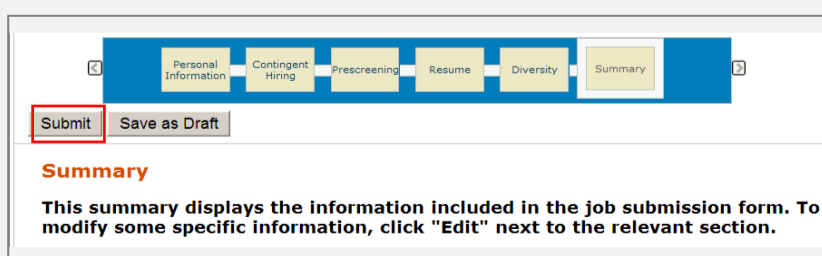 Personal Information
Contingent Hiring
Prescreening
Resume
Diversity
Summary
Submit
Save as Draft
Summary
This summary displays the information included in the job submission form. To
modify some specific information, click "Edit" next to the relevant section.